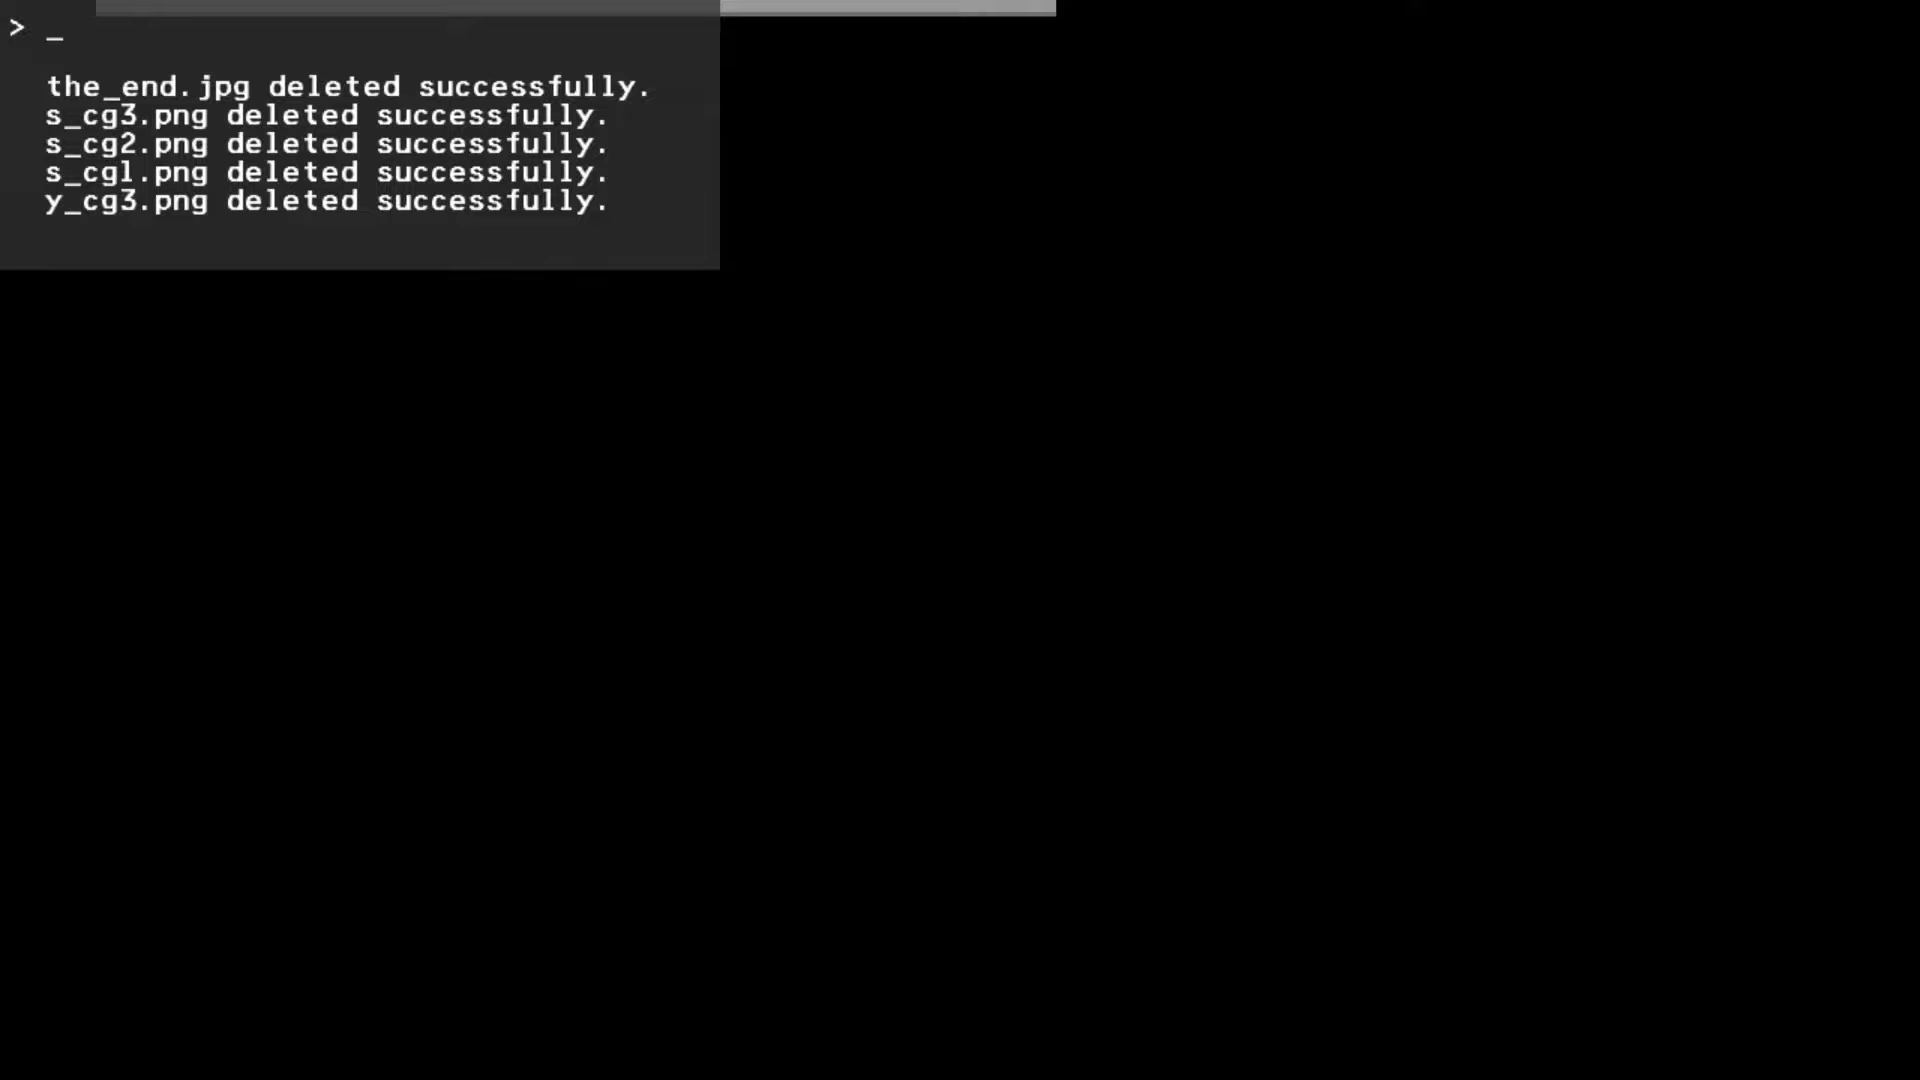 > _
the_end.jpg deleted successfully.
s_cg3.png deleted successfully.
s_cg2.png deleted successfully.
s_cg1.png deleted successfully.
y_cg3.png deleted successfully.